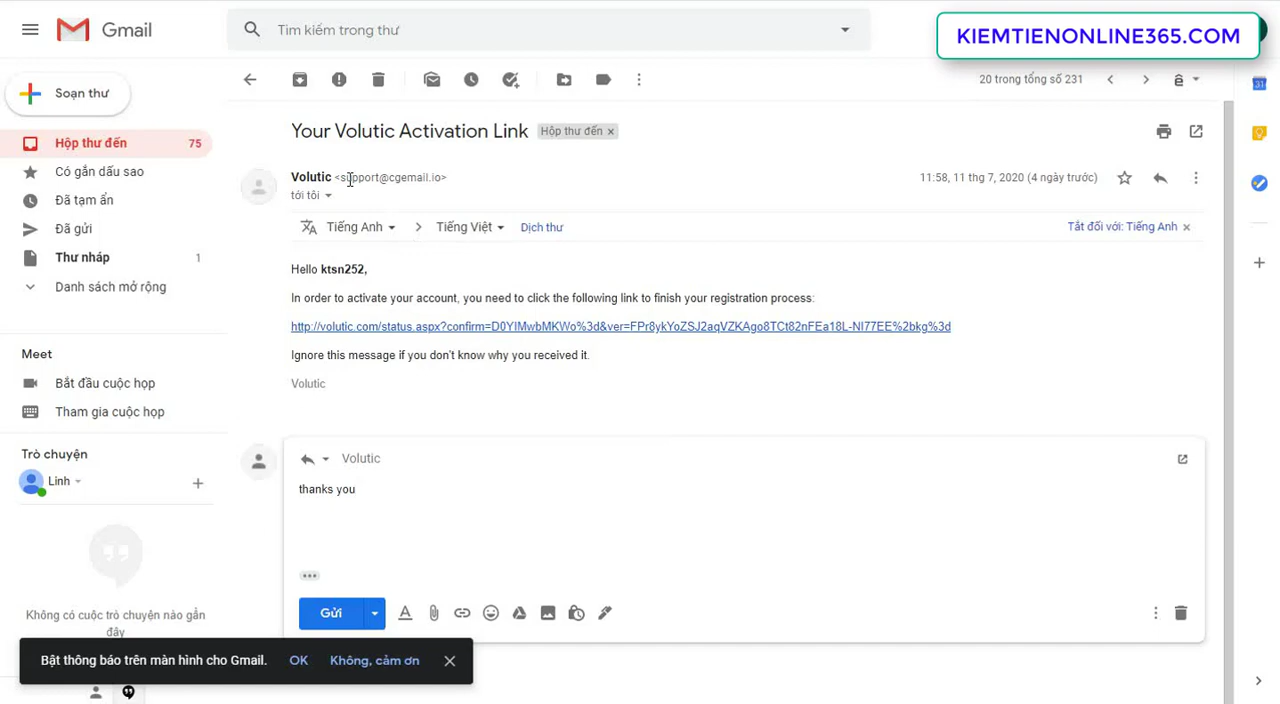 Gmail
Tìm kiếm trong thư
KIEMTIENONLINE365.COM
Soạn thư
20 trong tổng số 231
Hộp thư đến 75
Có gắn dấu sao
Đã tạm ẩn
Đã gửi
Thư nháp 1
Danh sách mở rộng
Meet
Bắt đầu cuộc họp
Tham gia cuộc họp
Trò chuyện
Linh
Không có cuộc trò chuyện nào gần
đây
Your Volutic Activation Link Hộp thư đến x
Volutic <support@cgemail.io> 11:58, 11 thg 7, 2020 (4 ngày trước)
tới tôi
Tiếng Anh > Tiếng Việt Dịch thư Tắt đối với: Tiếng Anh x
Hello ktsn252,
In order to activate your account, you need to click the following link to finish your registration process:
http://volutic.com/status.aspx?confirm=D0YIMwbMKWo%3d&ver=FPr8ykYoZSJ2aqVZKAgo8TCt82nFEa18L-NI77EE%2bkg%3d
Ignore this message if you don't know why you received it.
Volutic
Volutic
thanks you
Gửi
Bật thông báo trên màn hình cho Gmail. OK Không, cảm ơn
31